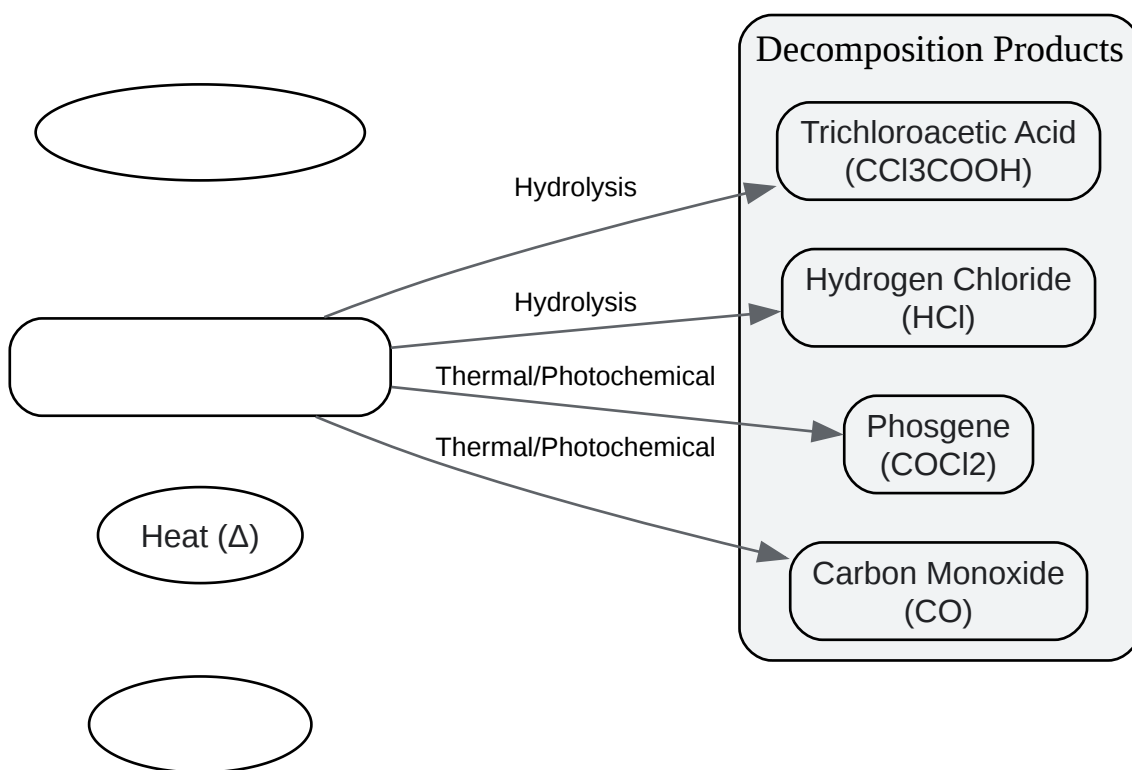 Decomposition Products
Trichloroacetic Acid
(CCl3COOH)
Hydrolysis
Hydrogen Chloride
(HCl)
Hydrolysis
Thermal/Photochemical
Phosgene
(COCl2)
Thermal/Photochemical
Heat (Δ)
Carbon Monoxide
(CO)